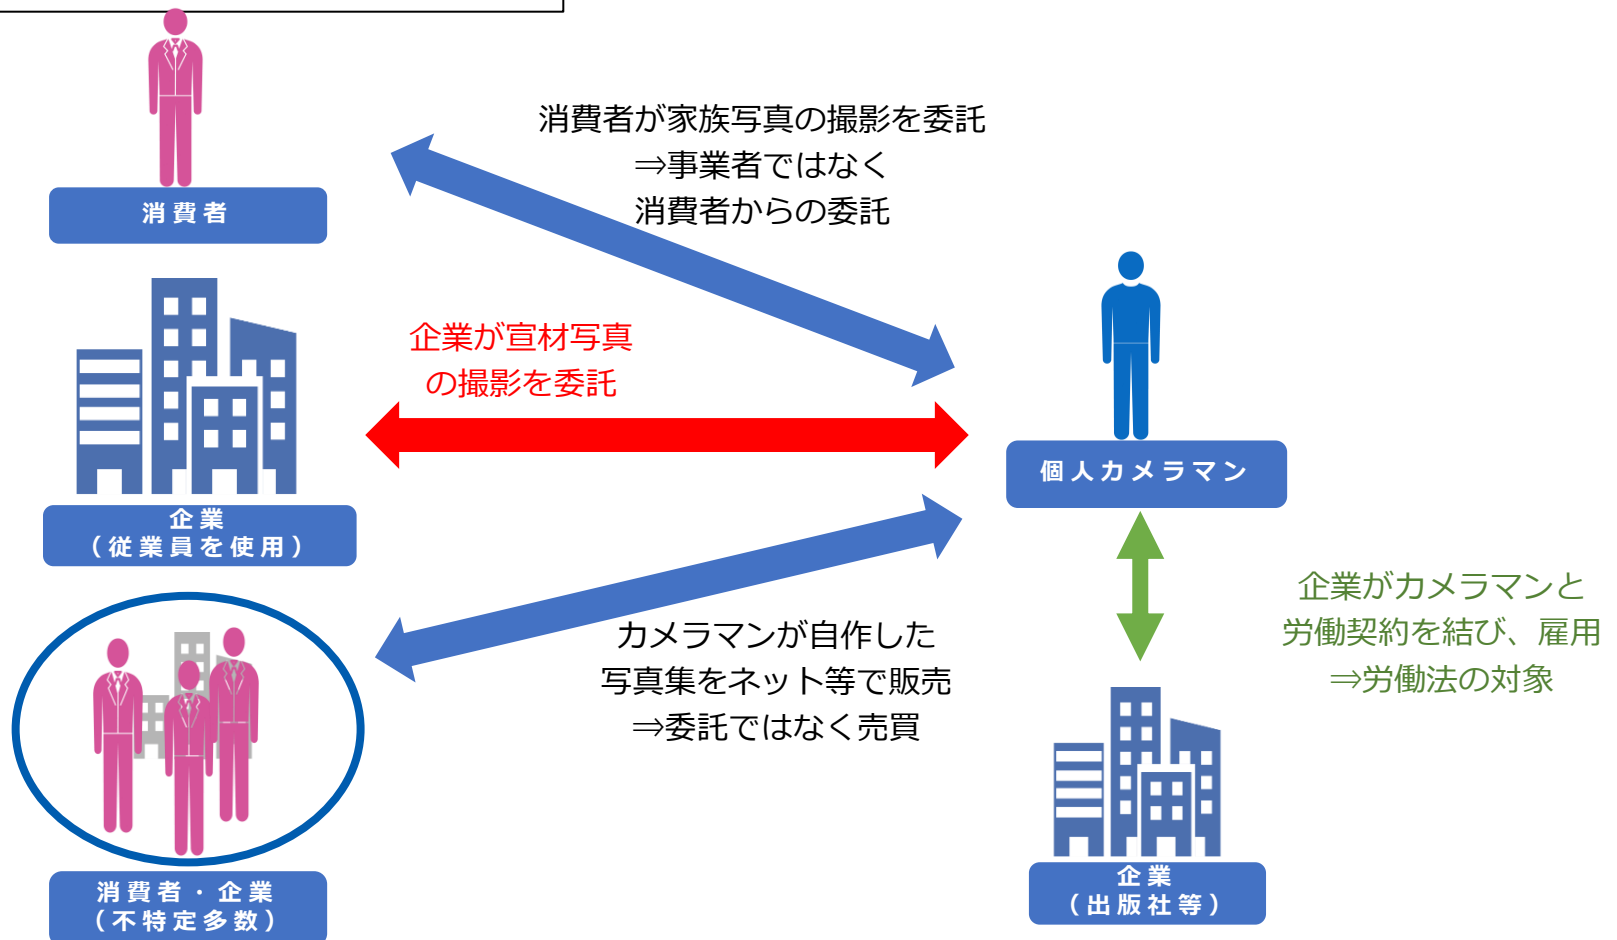 消費者が家族写真の撮影を委託
⇒事業者ではなく
消費者からの委託
消費者
企業が宣材写真
の撮影を委託
個人カメラマン
企業
（従業員を使用）
企業がカメラマンと
労働契約を結び、雇用
⇒労働法の対象
カメラマンが自作した
写真集をネット等で販売
⇒委託ではなく売買
消費者・企業
（不特定多数）
企業
（出版社等）